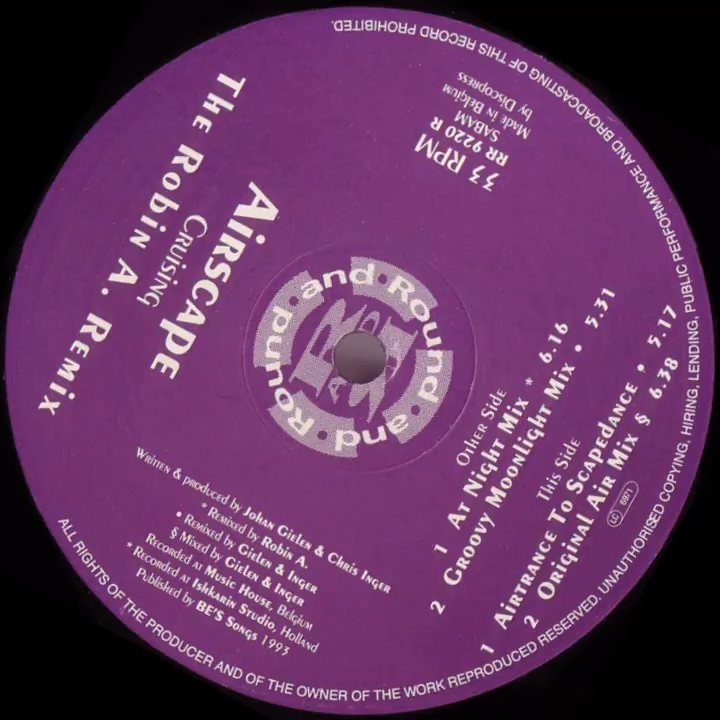 AIRSCAPE
CRUISING
THE ROBIN A. REMIX
33 RPM
RR 9220 R
SABAM
MADE IN BELGIUM
by DISCOPRESS
Round and Round and Round and
OTHER SIDE
1 AT NIGHT MIX * 6.16
2 GROOVY MOONLIGHT MIX • 5.31
THIS SIDE
1 AIRTRANCE TO SCAPEDANCE • 5.17
2 ORIGINAL AIR MIX § 6.38
LC 6971
WRITTEN & PRODUCED by JOHAN GIELEN & CHRIS INGER
* REMIXED by ROBIN A.
• REMIXED by GIELEN & INGER
§ MIXED by GIELEN & INGER
RECORDED AT MUSIC HOUSE, BELGIUM
* RECORDED AT ISHKARIN STUDIO, HOLLAND
PUBLISHED by BE'S SONGS 1993
ALL RIGHTS OF THE PRODUCER AND OF THE OWNER OF THE WORK REPRODUCED RESERVED. UNAUTHORISED COPYING, HIRING, LENDING, PUBLIC PERFORMANCE AND BROADCASTING OF THIS RECORD PROHIBITED.